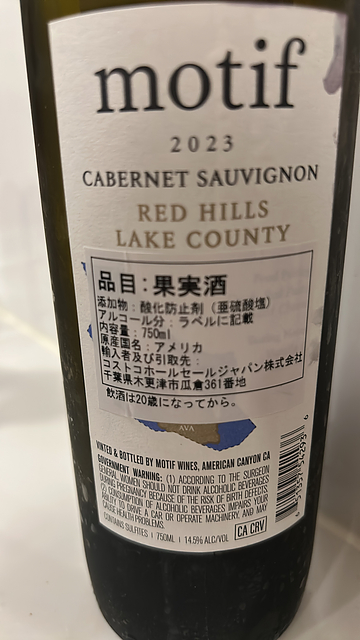 motif
2023
CABERNET SAUVIGNON
RED HILLS
LAKE COUNTY
品目：果実酒
添加物：酸化防止剤（亜硫酸塩）
アルコール分：ラベルに記載
内容量：750ml
原産国名：アメリカ
輸入者及び引取先：
コストコホールセールジャパン株式会社
千葉県木更津市瓜倉361番地
飲酒は20歳になってから。
AVA
VINTED & BOTTLED BY MOTIF WINES, AMERICAN CANYON CA
GOVERNMENT WARNING: (1) ACCORDING TO THE SURGEON
GENERAL, WOMEN SHOULD NOT DRINK ALCOHOLIC BEVERAGES
DURING PREGNANCY BECAUSE OF THE RISK OF BIRTH DEFECTS.
(2) CONSUMPTION OF ALCOHOLIC BEVERAGES IMPAIRS YOUR
ABILITY TO DRIVE A CAR OR OPERATE MACHINERY, AND MAY
CAUSE HEALTH PROBLEMS.
CONTAINS SULFITES | 750ML | 14.5% ALC/VOL
CA CRV